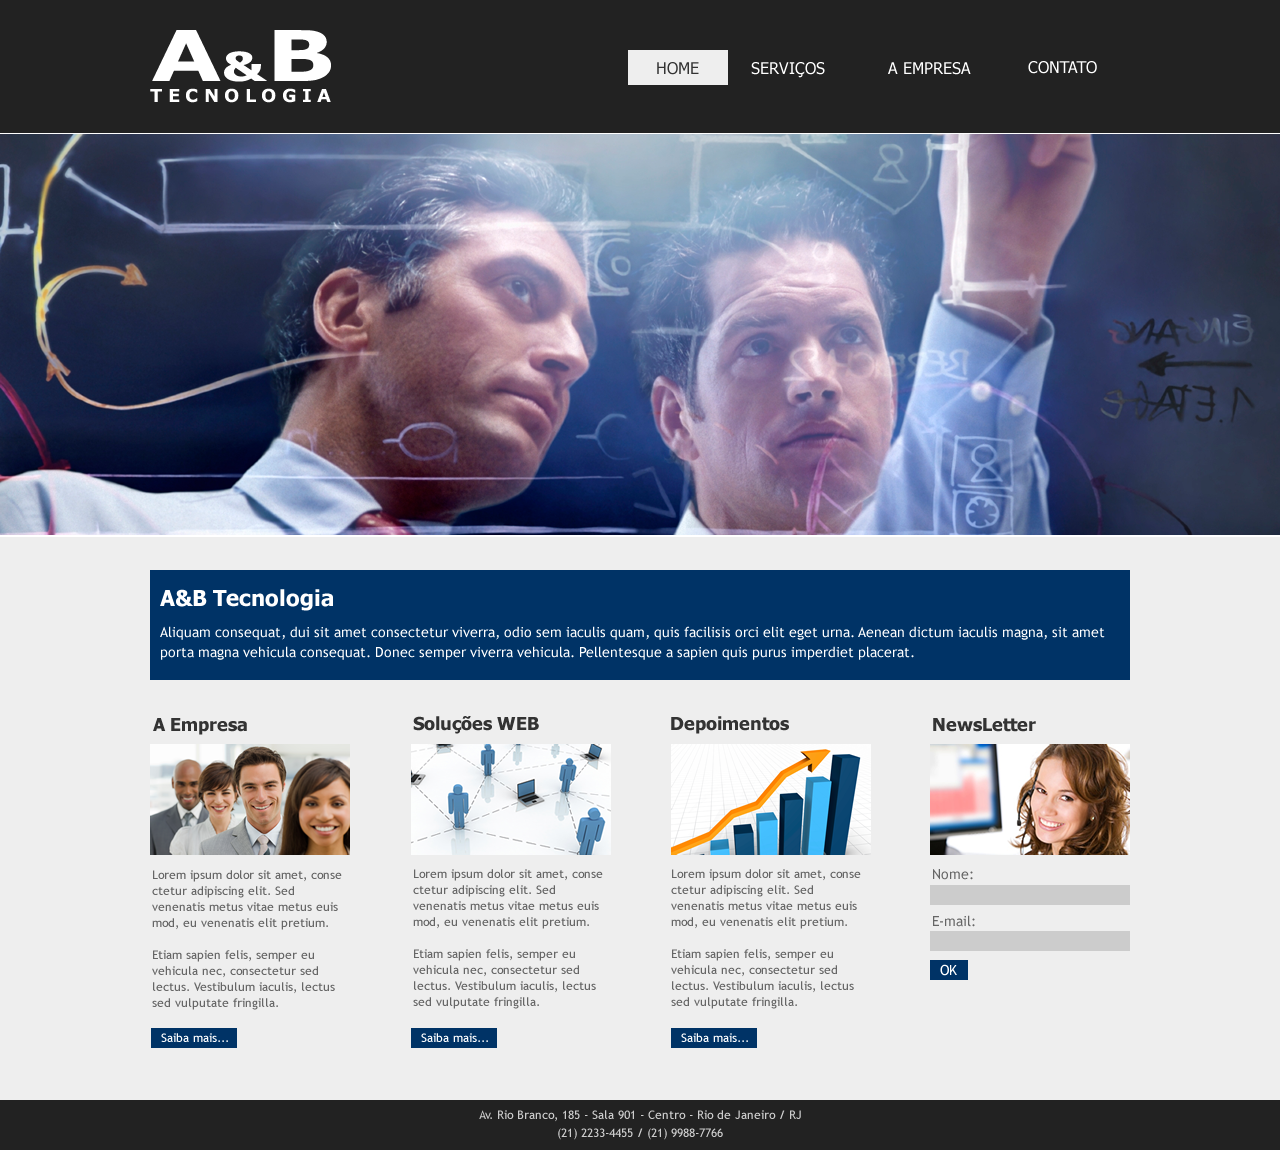 A&B
TECNOLOGIA
HOME
SERVIÇOS
A EMPRESA
CONTATO
A&B Tecnologia
Aliquam consequat, dui sit amet consectetur viverra, odio sem iaculis quam, quis facilisis orci elit eget urna. Aenean dictum iaculis magna, sit amet
porta magna vehicula consequat. Donec semper viverra vehicula. Pellentesque a sapien quis purus imperdiet placerat.
A Empresa
Lorem ipsum dolor sit amet, conse
ctetur adipiscing elit. Sed
venenatis metus vitae metus euis
mod, eu venenatis elit pretium.
Etiam sapien felis, semper eu
vehicula nec, consectetur sed
lectus. Vestibulum iaculis, lectus
sed vulputate fringilla.
Saiba mais...
Soluções WEB
Lorem ipsum dolor sit amet, conse
ctetur adipiscing elit. Sed
venenatis metus vitae metus euis
mod, eu venenatis elit pretium.
Etiam sapien felis, semper eu
vehicula nec, consectetur sed
lectus. Vestibulum iaculis, lectus
sed vulputate fringilla.
Saiba mais...
Depoimentos
Lorem ipsum dolor sit amet, conse
ctetur adipiscing elit. Sed
venenatis metus vitae metus euis
mod, eu venenatis elit pretium.
Etiam sapien felis, semper eu
vehicula nec, consectetur sed
lectus. Vestibulum iaculis, lectus
sed vulputate fringilla.
Saiba mais...
NewsLetter
Nome:
E-mail:
OK
Av. Rio Branco, 185 - Sala 901 - Centro - Rio de Janeiro / RJ
(21) 2233-4455 / (21) 9988-7766